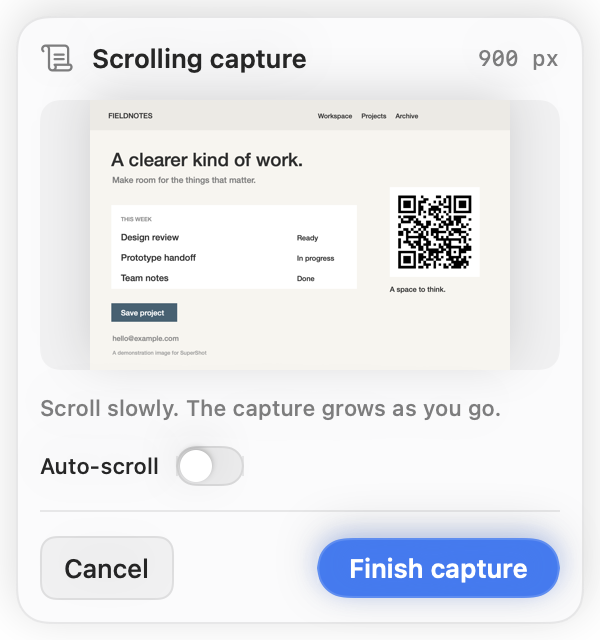 Scrolling capture
900 px
FIELDNOTES
Workspace Projects Archive
A clearer kind of work.
Make room for the things that matter.
THIS WEEK
Design review Ready
Prototype handoff In progress
Team notes Done
A space to think.
Save project
hello@example.com
A demonstration image for SuperShot
Scroll slowly. The capture grows as you go.
Auto-scroll
Cancel
Finish capture